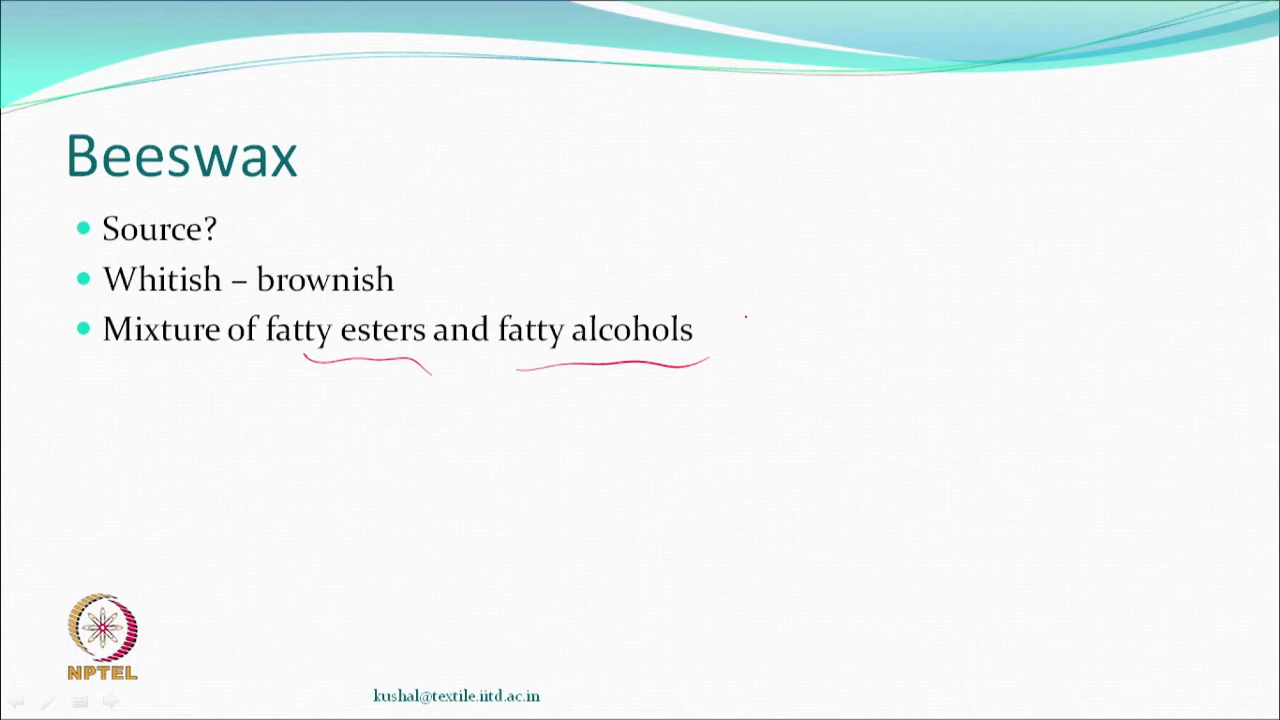 Beeswax
Source?
Whitish – brownish
Mixture of fatty esters and fatty alcohols
NPTEL
kushal@textile.iitd.ac.in